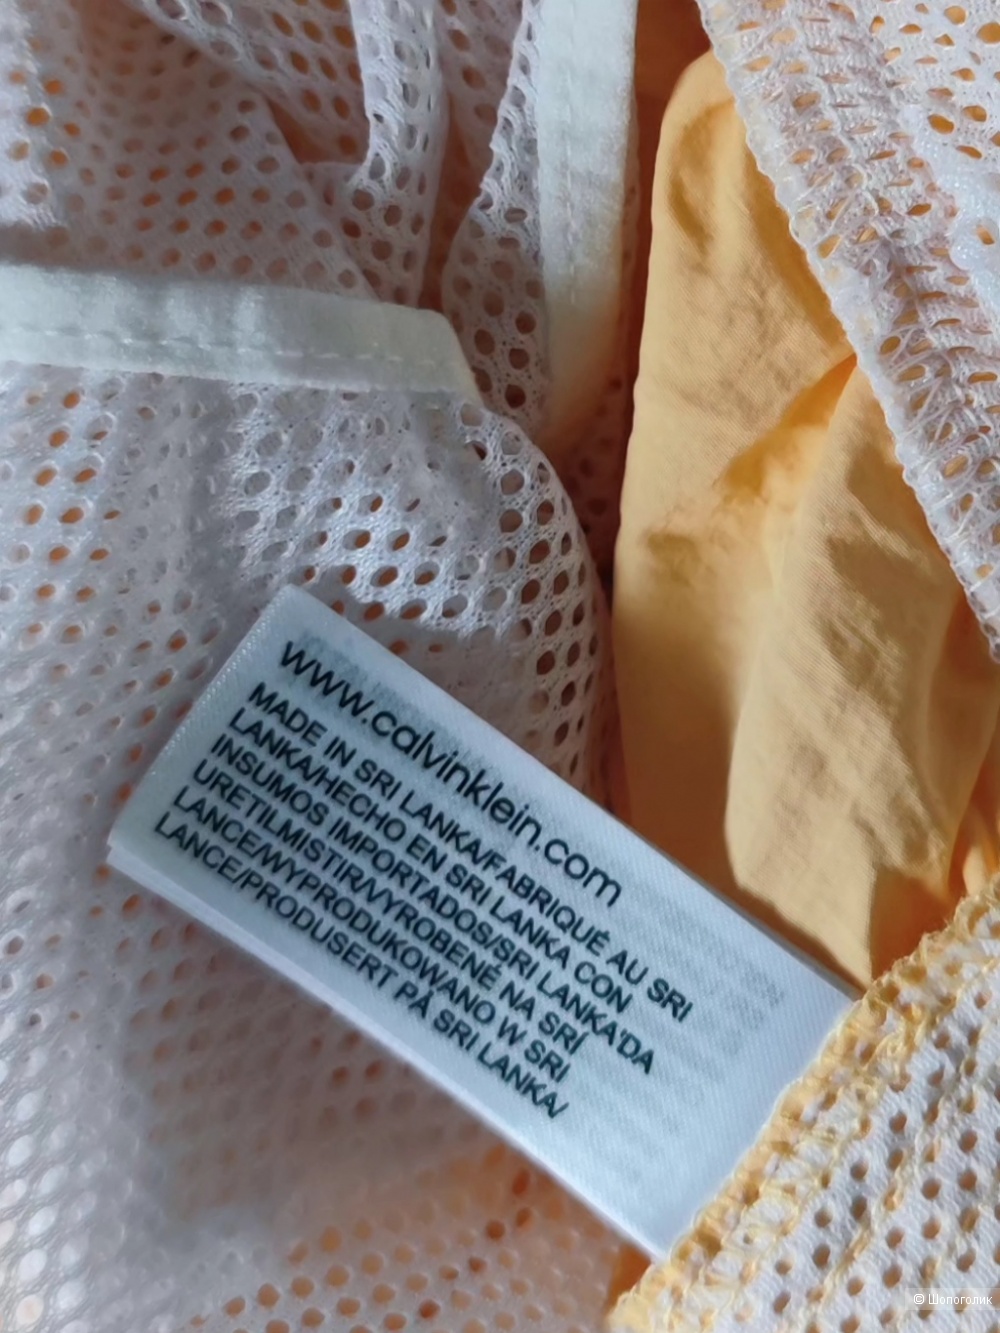 www.calvinklein.com
MADE IN SRI LANKA/FABRIQUÉ AU SRI
LANKA/HECHO EN SRI LANKA CON
INSUMOS IMPORTADOS/SRI LANKA'DA
URETILMISTIR/VYROBENÉ NA SRÍ
LANCE/WYPRODUKOWANO W SRI
LANCE/PRODUSERT PÅ SRI LANKA/
© Шопоголик